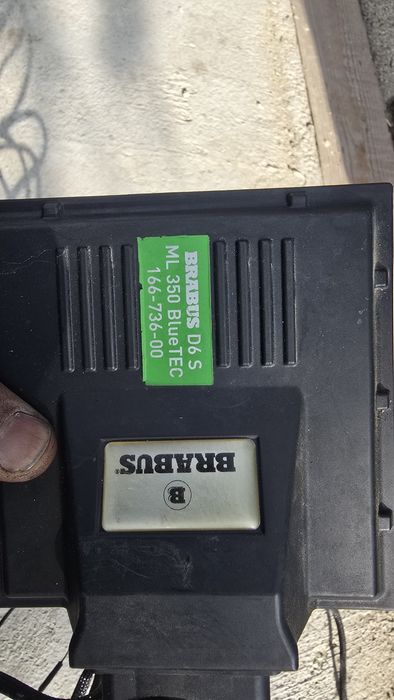 BRABUS D6 S
ML 350 BlueTEC
166-736-00
BRABUS®
B